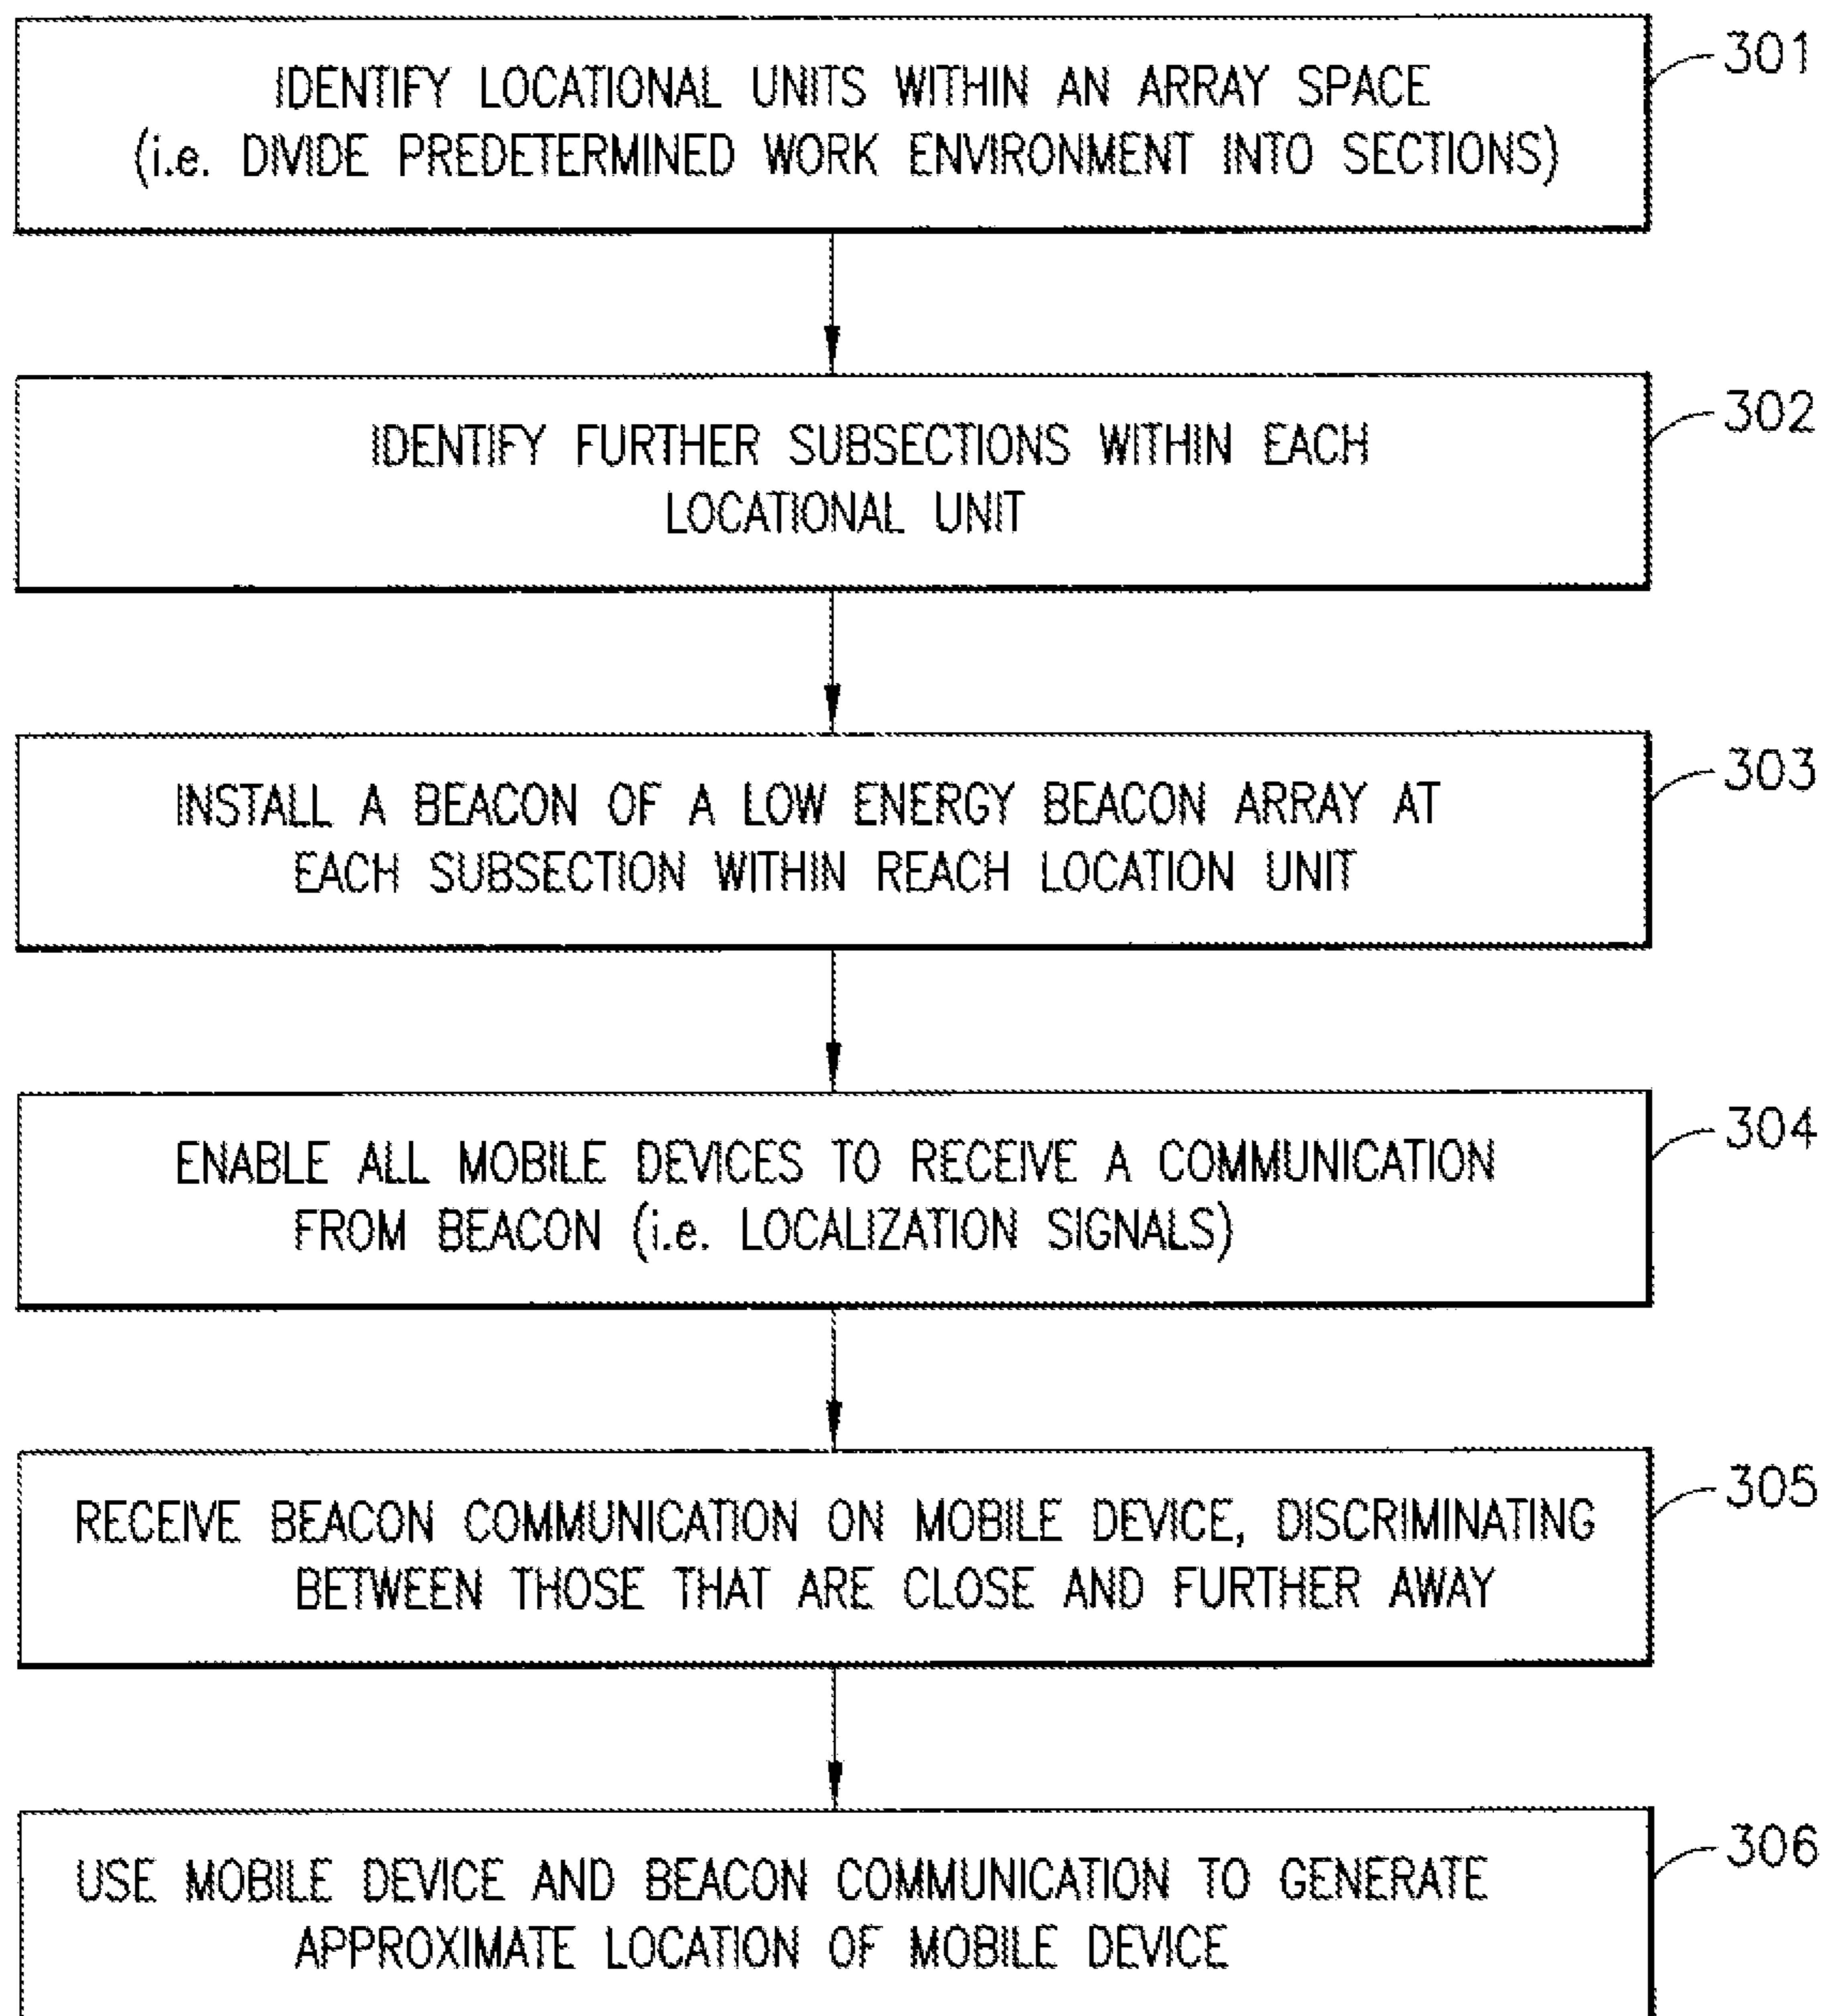 IDENTIFY LOCATIONAL UNITS WITHIN AN ARRAY SPACE
(i.e. DIVIDE PREDETERMINED WORK ENVIRONMENT INTO SECTIONS)
301
IDENTIFY FURTHER SUBSECTIONS WITHIN EACH
LOCATIONAL UNIT
302
INSTALL A BEACON OF A LOW ENERGY BEACON ARRAY AT
EACH SUBSECTION WITHIN REACH LOCATION UNIT
303
ENABLE ALL MOBILE DEVICES TO RECEIVE A COMMUNICATION
FROM BEACON (i.e. LOCALIZATION SIGNALS)
304
RECEIVE BEACON COMMUNICATION ON MOBILE DEVICE, DISCRIMINATING
BETWEEN THOSE THAT ARE CLOSE AND FURTHER AWAY
305
USE MOBILE DEVICE AND BEACON COMMUNICATION TO GENERATE
APPROXIMATE LOCATION OF MOBILE DEVICE
306